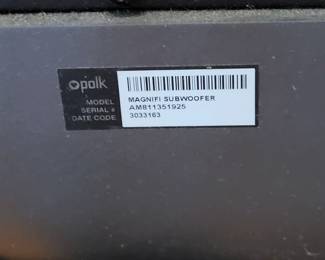 polk
MODEL MAGNIFI SUBWOOFER
SERIAL # AM811351925
DATE CODE 3033163